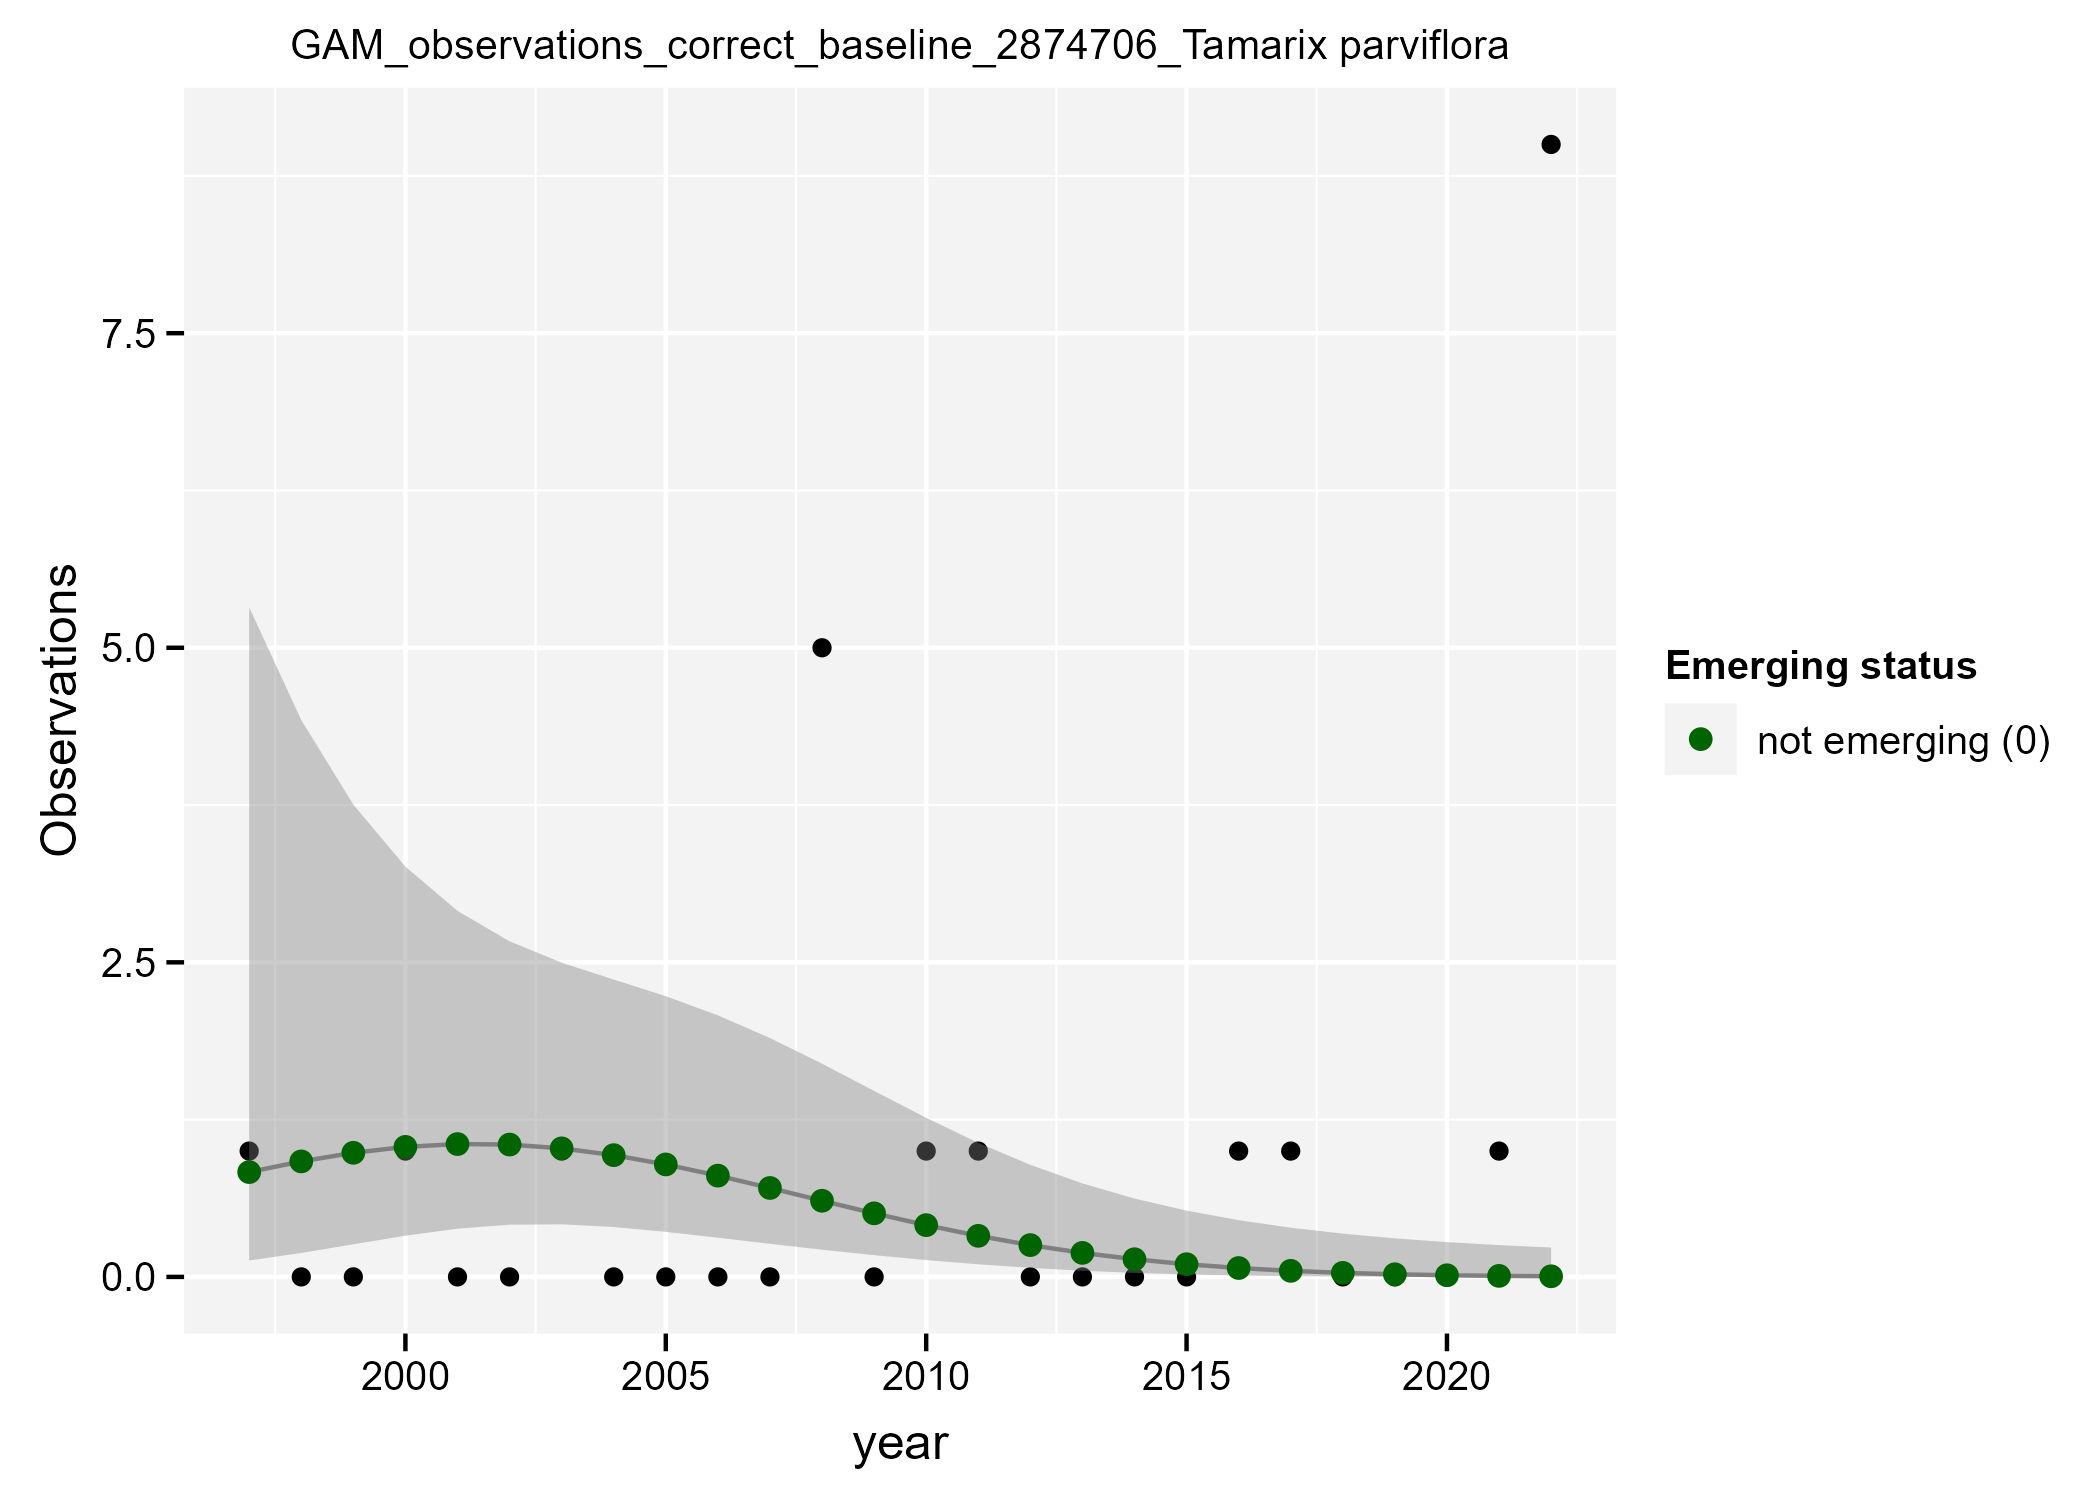 GAM_observations_correct_baseline_2874706_Tamarix parviflora
Observations
7.5
5.0
2.5
0.0
2000 2005 2010 2015 2020
year
Emerging status
not emerging (0)